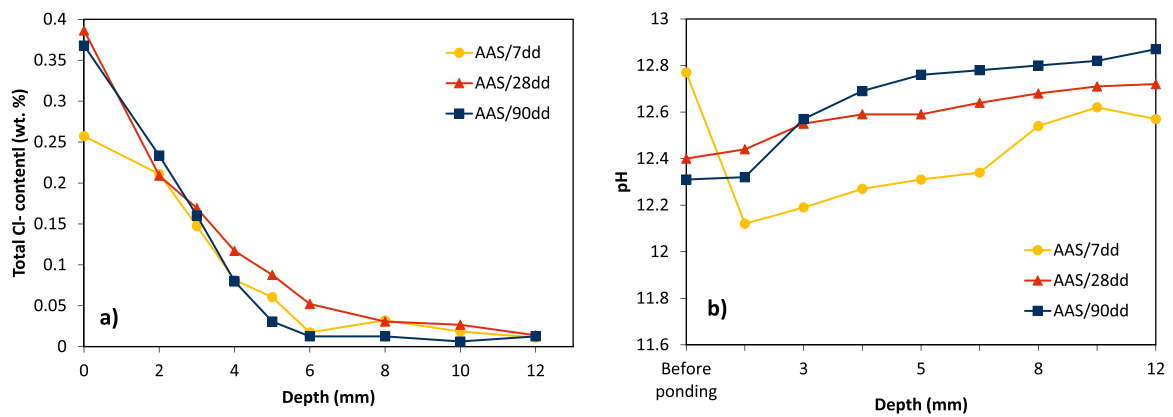 0.4
0.35
0.3
0.25
0.2
0.15
0.1
0.05
0
Total Cl- contentl (wt. %)
AAS/7dd
AAS/28dd
AAS/90dd
a)
0 2 4 6 8 10 12
Depth (mm)
13
12.8
12.6
12.4
12.2
12
11.8
11.6
pH
AAS/7dd
AAS/28dd
AAS/90dd
b)
Before 3 5 8 12
ponding
Depth (mm)